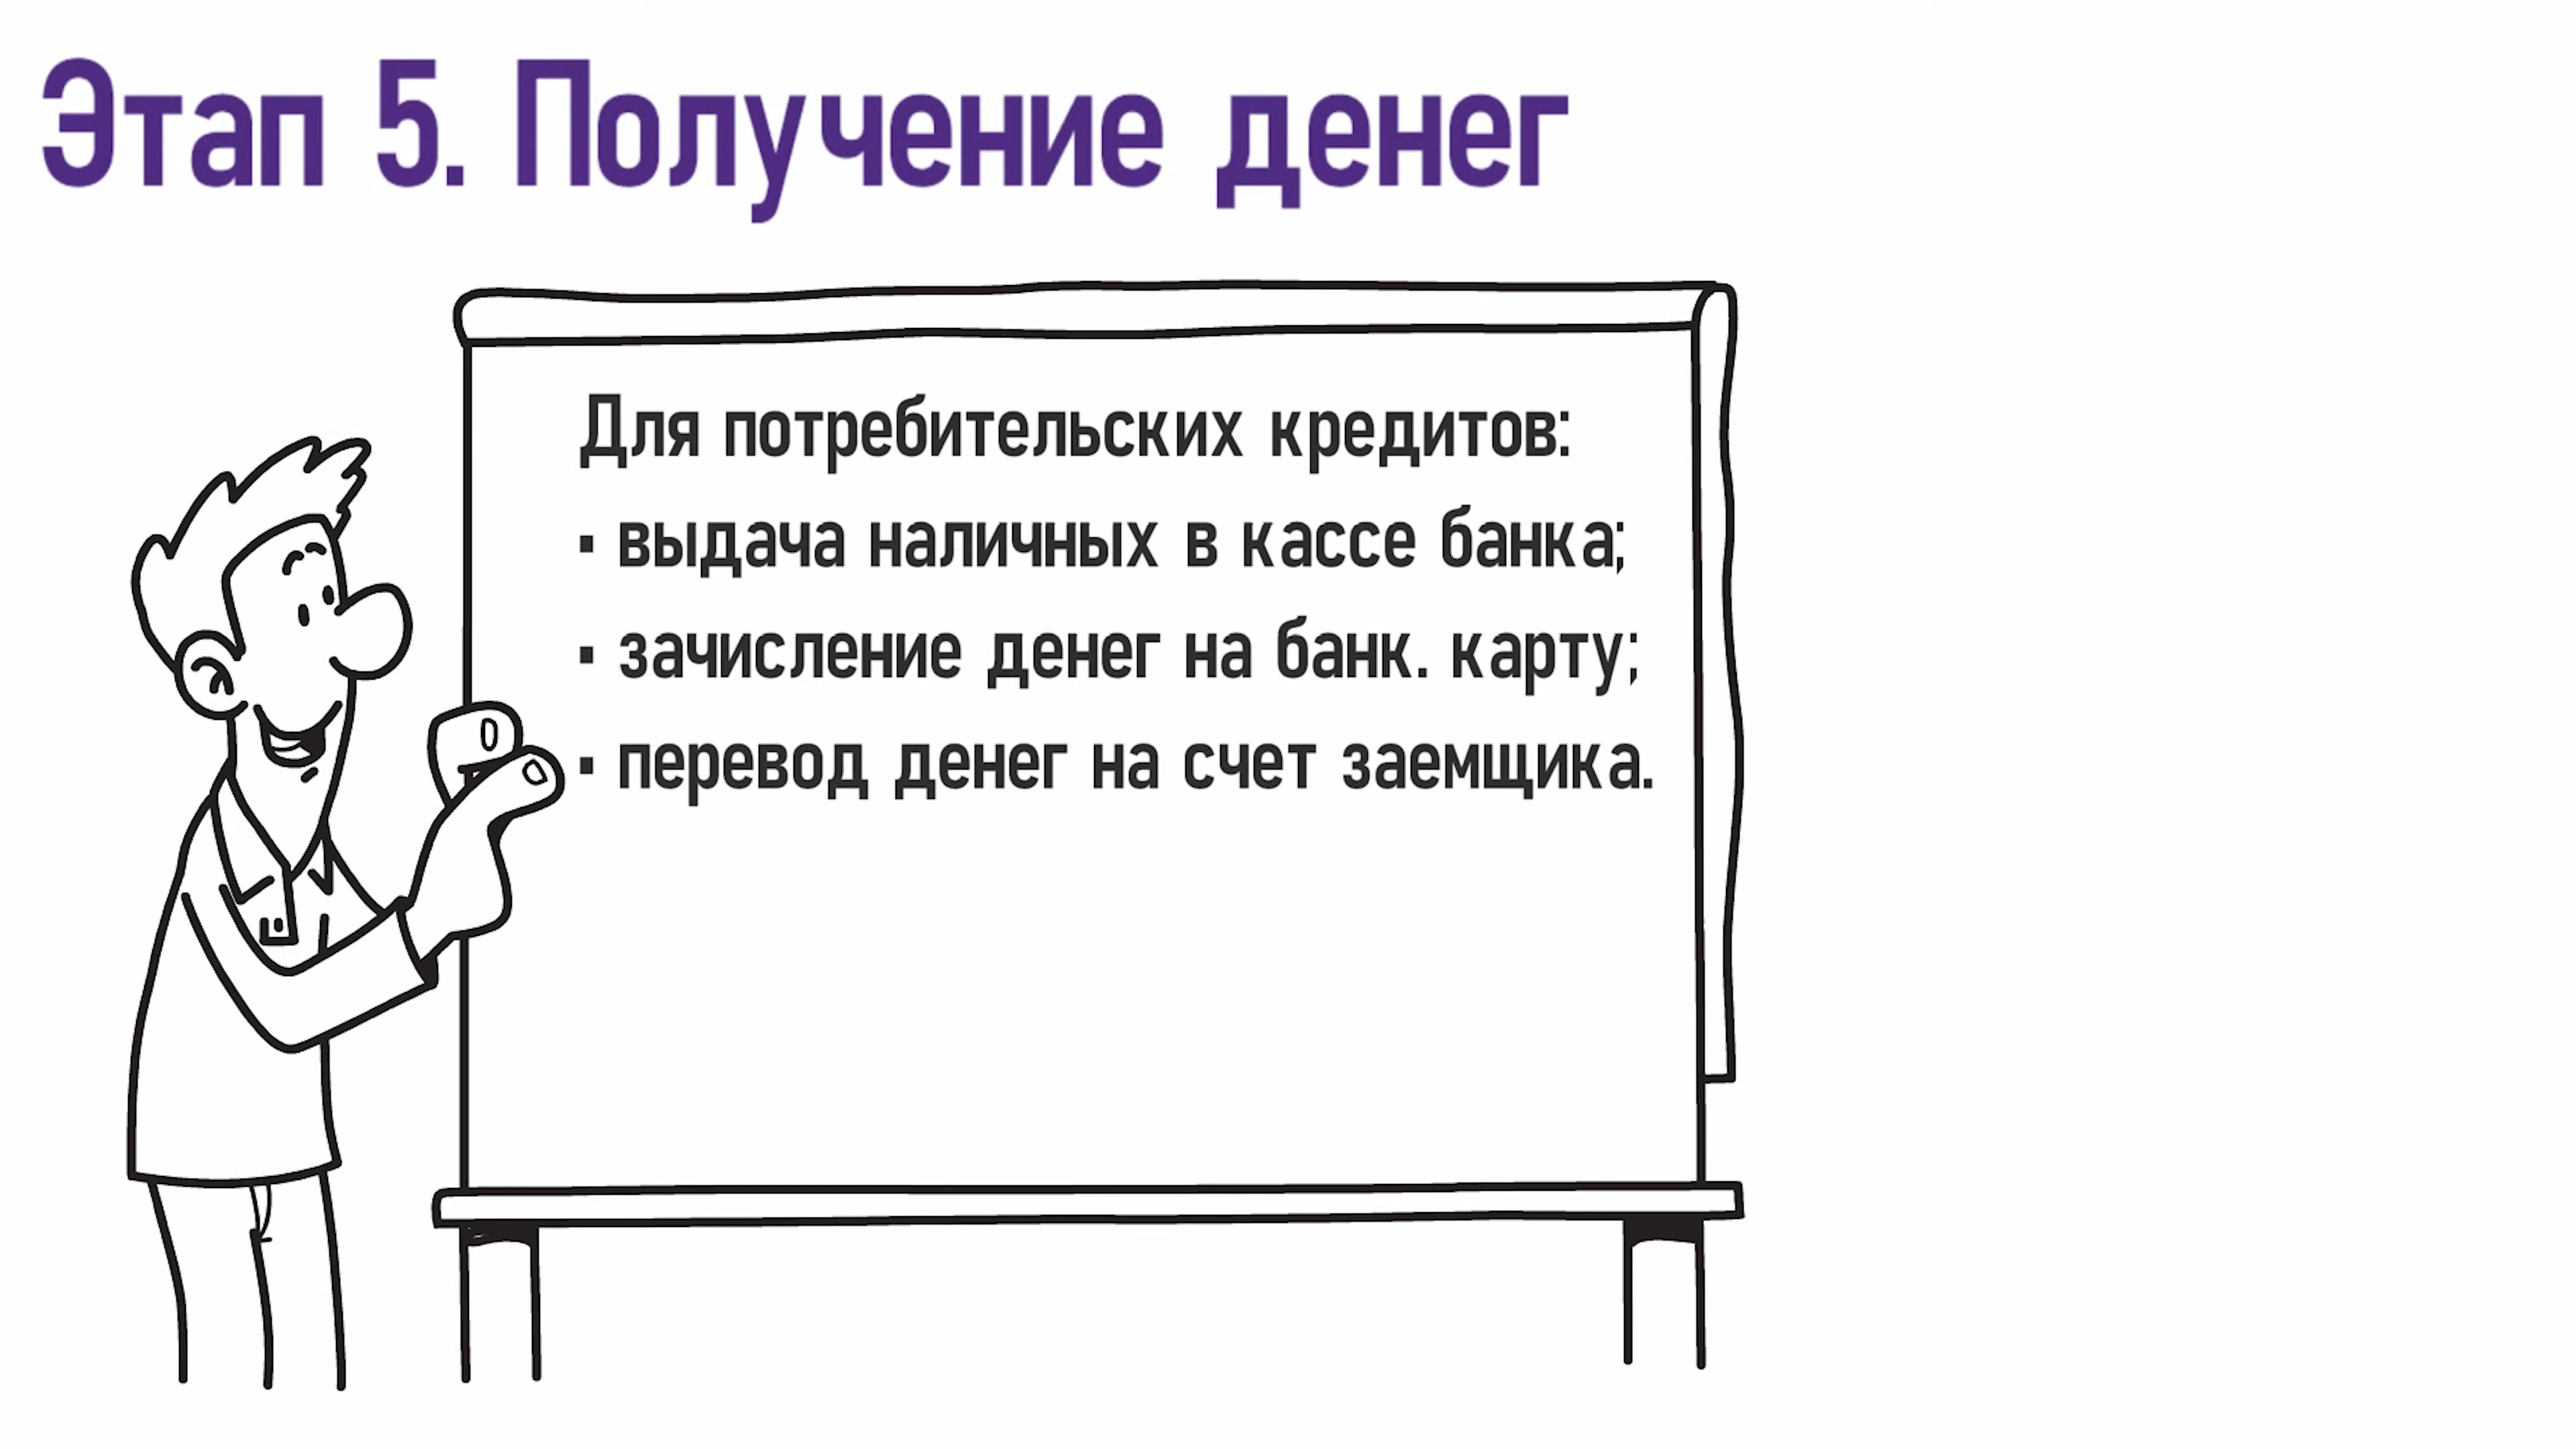 Этап 5. Получение денег
Для потребительских кредитов:
▪ выдача наличных в кассе банка;
▪ зачисление денег на банк. карту;
▪ перевод денег на счет заемщика.